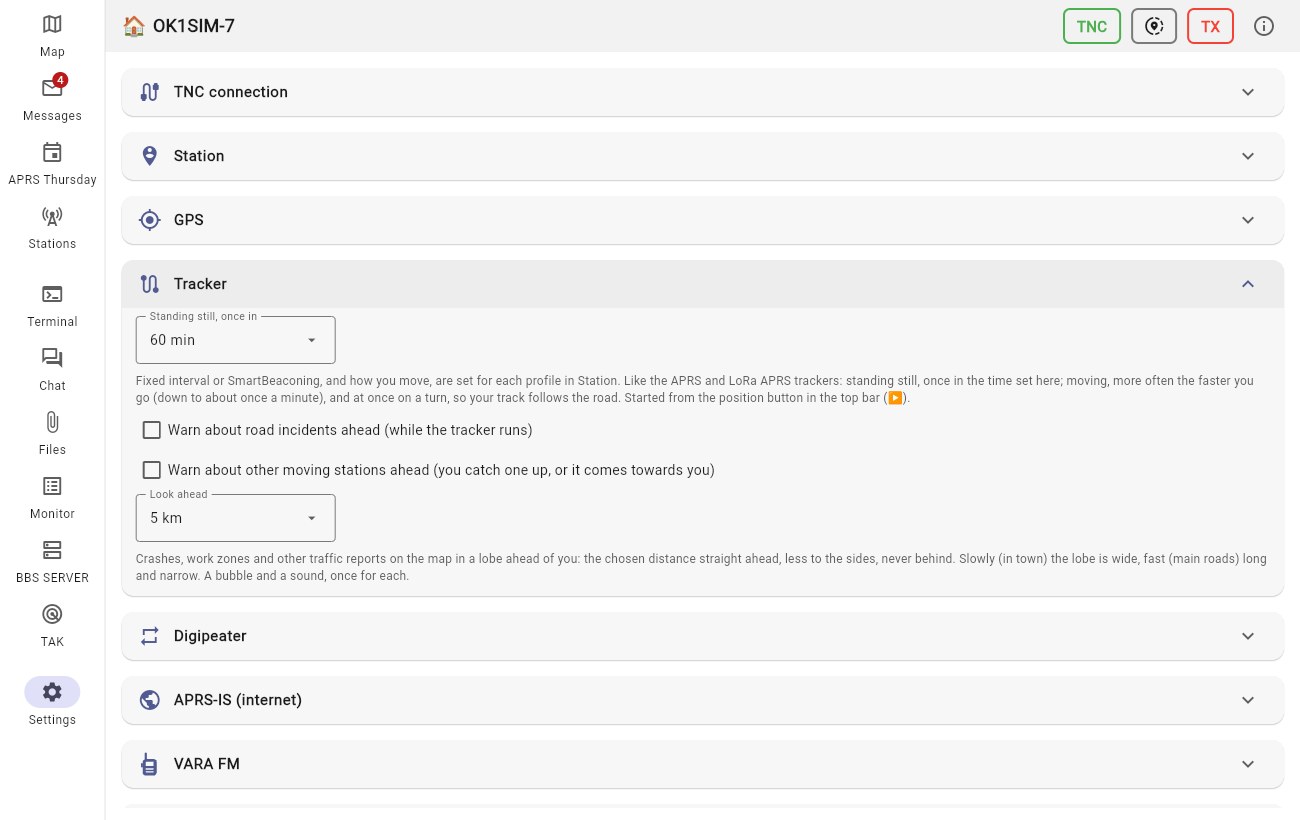 Map
4
Messages
APRS Thursday
Stations
Terminal
Chat
Files
Monitor
BBS SERVER
TAK
Settings
OK1SIM-7
TNC
TX
TNC connection
Station
GPS
Tracker
Standing still, once in
60 min
Fixed interval or SmartBeaconing, and how you move, are set for each profile in Station. Like the APRS and LoRa APRS trackers: standing still, once in the time set here; moving, more often the faster you
go (down to about once a minute), and at once on a turn, so your track follows the road. Started from the position button in the top bar (▶️).
Warn about road incidents ahead (while the tracker runs)
Warn about other moving stations ahead (you catch one up, or it comes towards you)
Look ahead
5 km
Crashes, work zones and other traffic reports on the map in a lobe ahead of you: the chosen distance straight ahead, less to the sides, never behind. Slowly (in town) the lobe is wide, fast (main roads) long
and narrow. A bubble and a sound, once for each.
Digipeater
APRS-IS (internet)
VARA FM